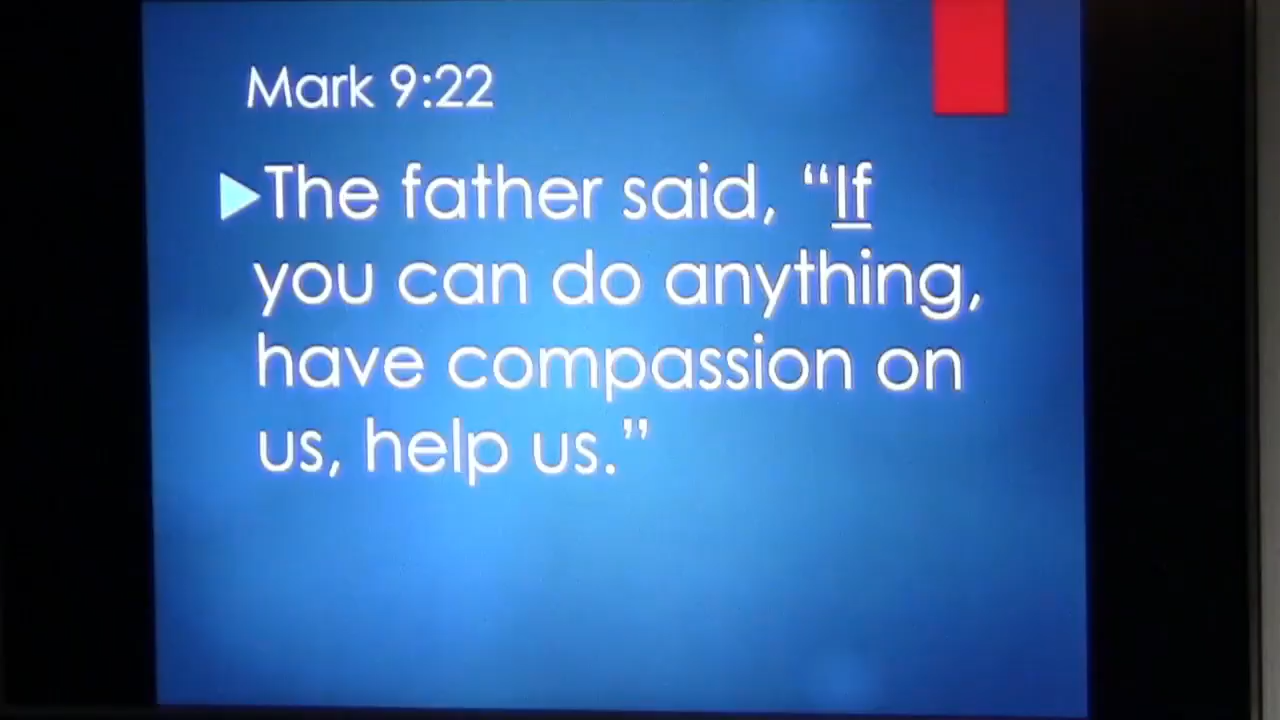 Mark 9:22
The father said, “If
you can do anything,
have compassion on
us, help us.”